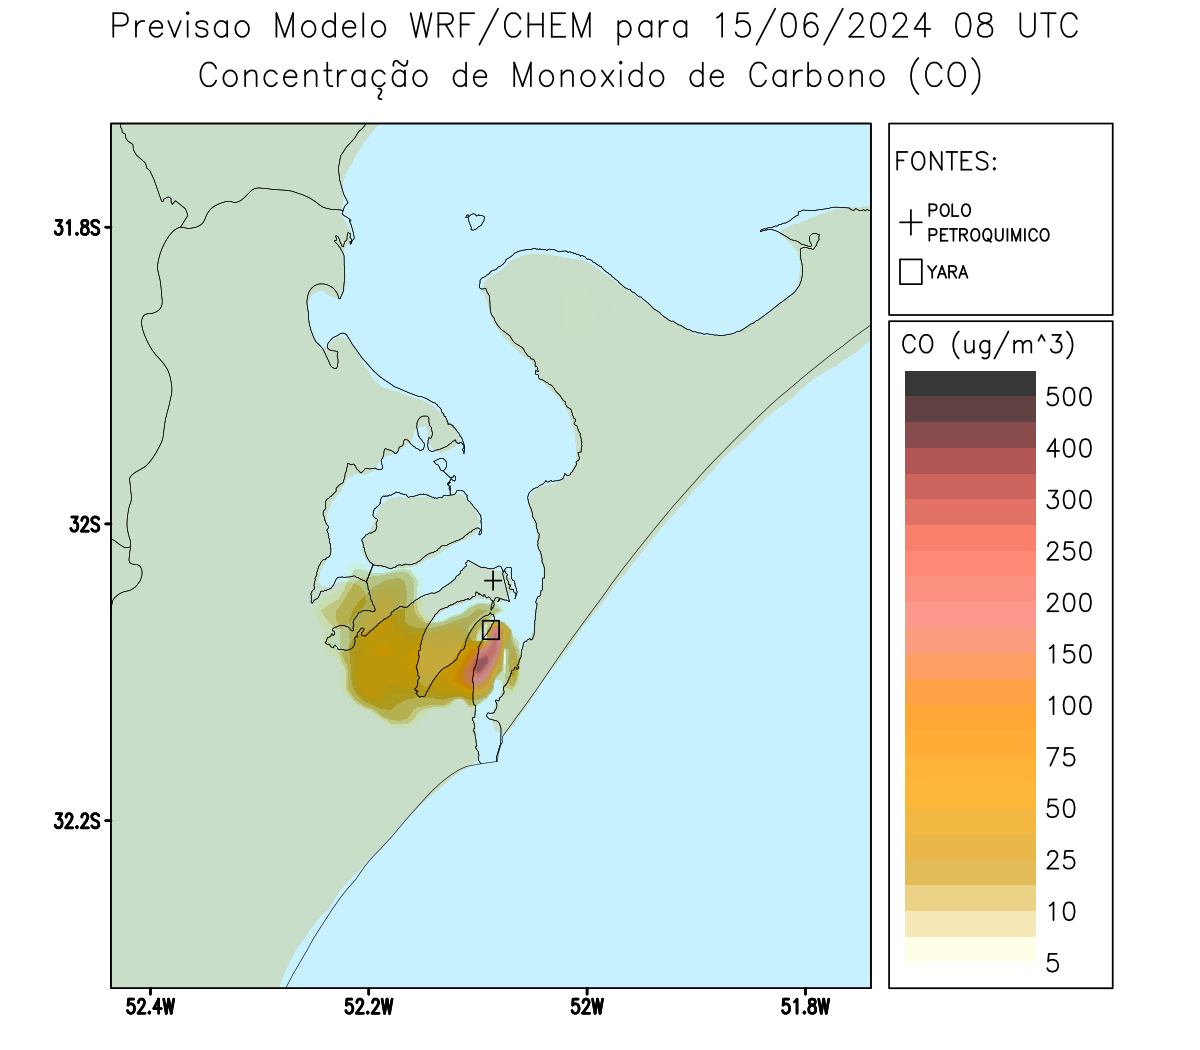 Previsao Modelo WRF/CHEM para 15/06/2024 08 UTC
Concentração de Monoxido de Carbono (CO)
FONTES:
POLO
PETROQUIMICO
YARA
CO (ug/m^3)
500
400
300
250
200
150
100
75
50
25
10
5
31.8S
32S
32.2S
52.4W
52.2W
52W
51.8W